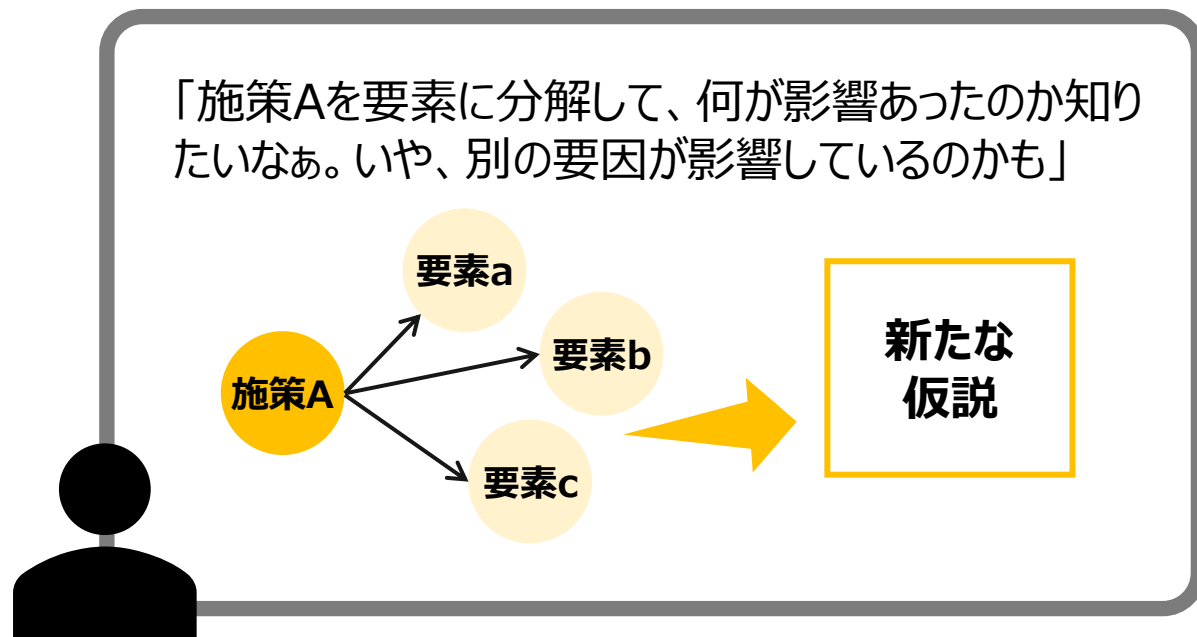 「施策Aを要素に分解して、何が影響あったのか知り
たいなぁ。いや、別の要因が影響しているのかも」
要素a
要素b
施策A
要素c
新たな
仮説